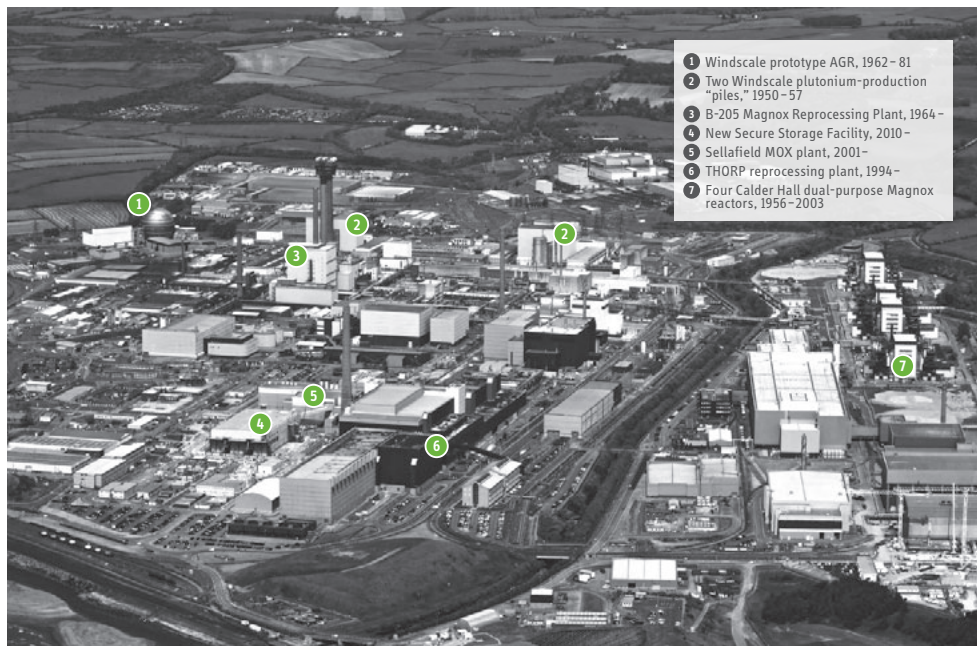 1 Windscale prototype AGR, 1962–81
2 Two Windscale plutonium-production
“piles,” 1950–57
3 B-205 Magnox Reprocessing Plant, 1964–
4 New Secure Storage Facility, 2010–
5 Sellafield MOX plant, 2001–
6 THORP reprocessing plant, 1994–
7 Four Calder Hall dual-purpose Magnox
reactors, 1956–2003
1
2
2
3
7
5
4
6